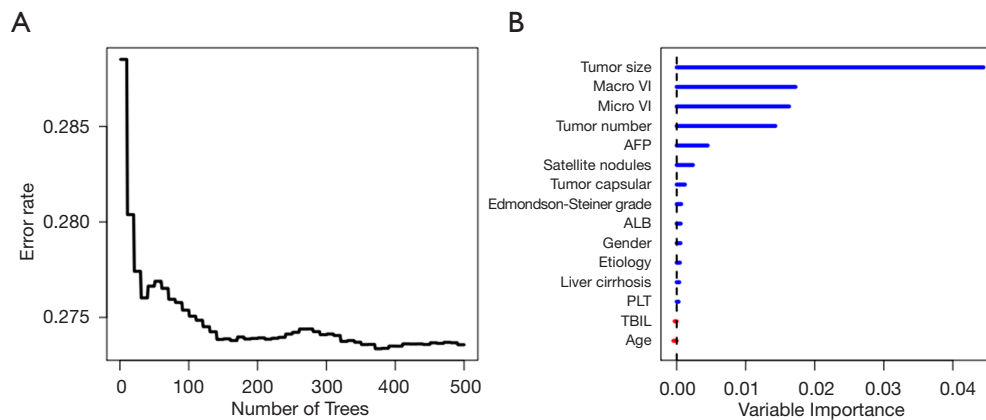 A
Error rate
0.285
0.280
0.275
0
100
200
300
400
500
Number of Trees
B
Tumor size
Macro VI
Micro VI
Tumor number
AFP
Satellite nodules
Tumor capsular
Edmondson-Steiner grade
ALB
Gender
Etiology
Liver cirrhosis
PLT
TBIL
Age
0.00
0.01
0.02
0.03
0.04
Variable Importance